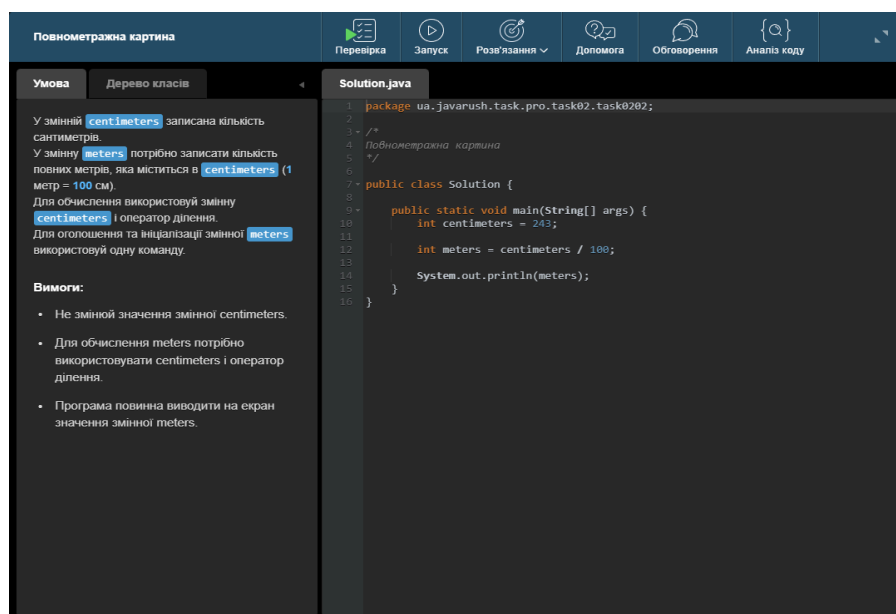 Повнометражна картина
Перевірка
Запуск
Розв'язання
Допомога
Обговорення
Аналіз коду
Умова
Дерево класів
У змінній centimeters записана кількість
сантиметрів.
У змінну meters потрібно записати кількість
повних метрів, яка міститься в centimeters (1
метр = 100 см).
Для обчислення використовуй змінну
centimeters і оператор ділення.
Для оголошення та ініціалізації змінної meters
використовуй одну команду.
Вимоги:
• Не змінюй значення змінної centimeters.
• Для обчислення meters потрібно
використовувати centimeters і оператор
ділення.
• Програма повинна виводити на екран
значення змінної meters.
Solution.java
1 package ua.javarush.task.pro.task02.task0202;
2
3 /*
4 Повнометражна картина
5 */
6
7 public class Solution {
8
9 public static void main(String[] args) {
10 int centimeters = 243;
11
12 int meters = centimeters / 100;
13
14 System.out.println(meters);
15 }
16 }